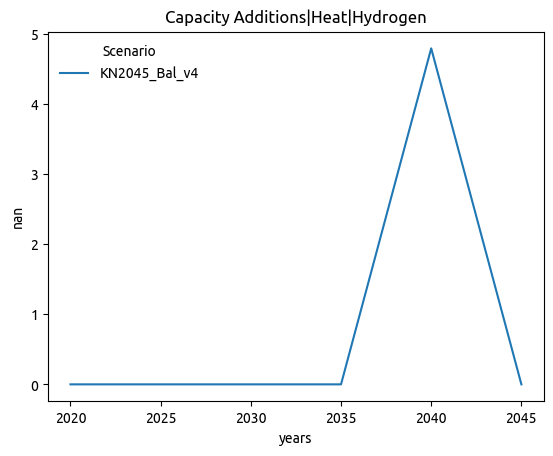 Capacity Additions|Heat|Hydrogen
Scenario
KN2045_Bal_v4
5
4
3
2
1
0
nan
2020 2025 2030 2035 2040 2045
years